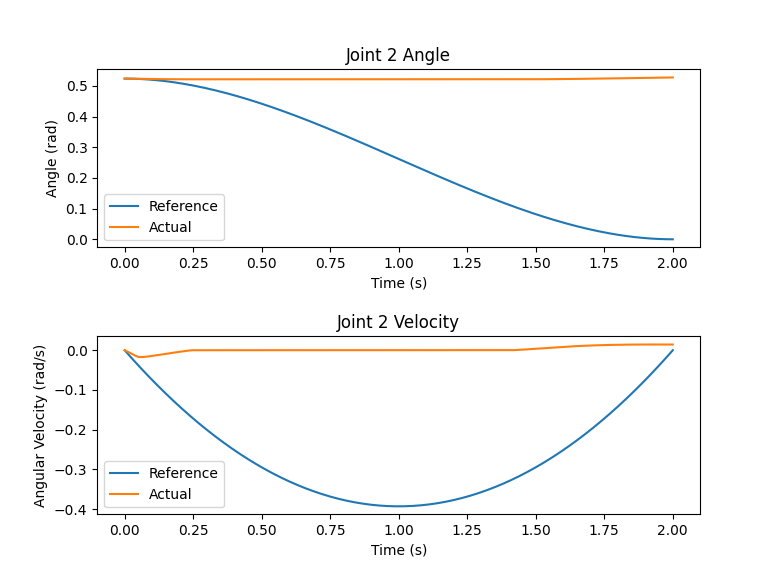 Joint 2 Angle
Angle (rad)
0.5
0.4
0.3
0.2
0.1
0.0
Reference
Actual
0.00 0.25 0.50 0.75 1.00 1.25 1.50 1.75 2.00
Time (s)
Joint 2 Velocity
Angular Velocity (rad/s)
0.0
−0.1
−0.2
−0.3
−0.4
Reference
Actual
0.00 0.25 0.50 0.75 1.00 1.25 1.50 1.75 2.00
Time (s)